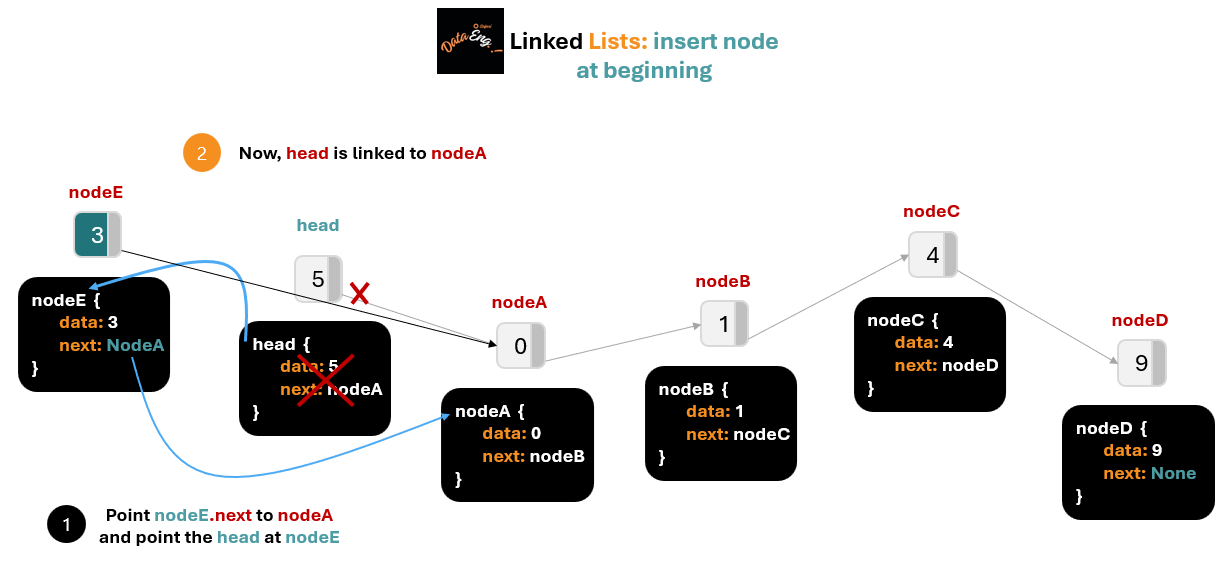 Data Eng.
Linked Lists: insert node
at beginning
2
Now, head is linked to nodeA
nodeE
3
head
5
nodeA
0
nodeB
1
nodeC
4
nodeD
9
nodeE {
data: 3
next: NodeA
}
head {
data: 5
next: nodeA
}
nodeA {
data: 0
next: nodeB
}
nodeB {
data: 1
next: nodeC
}
nodeC {
data: 4
next: nodeD
}
nodeD {
data: 9
next: None
}
1
Point nodeE.next to nodeA
and point the head at nodeE